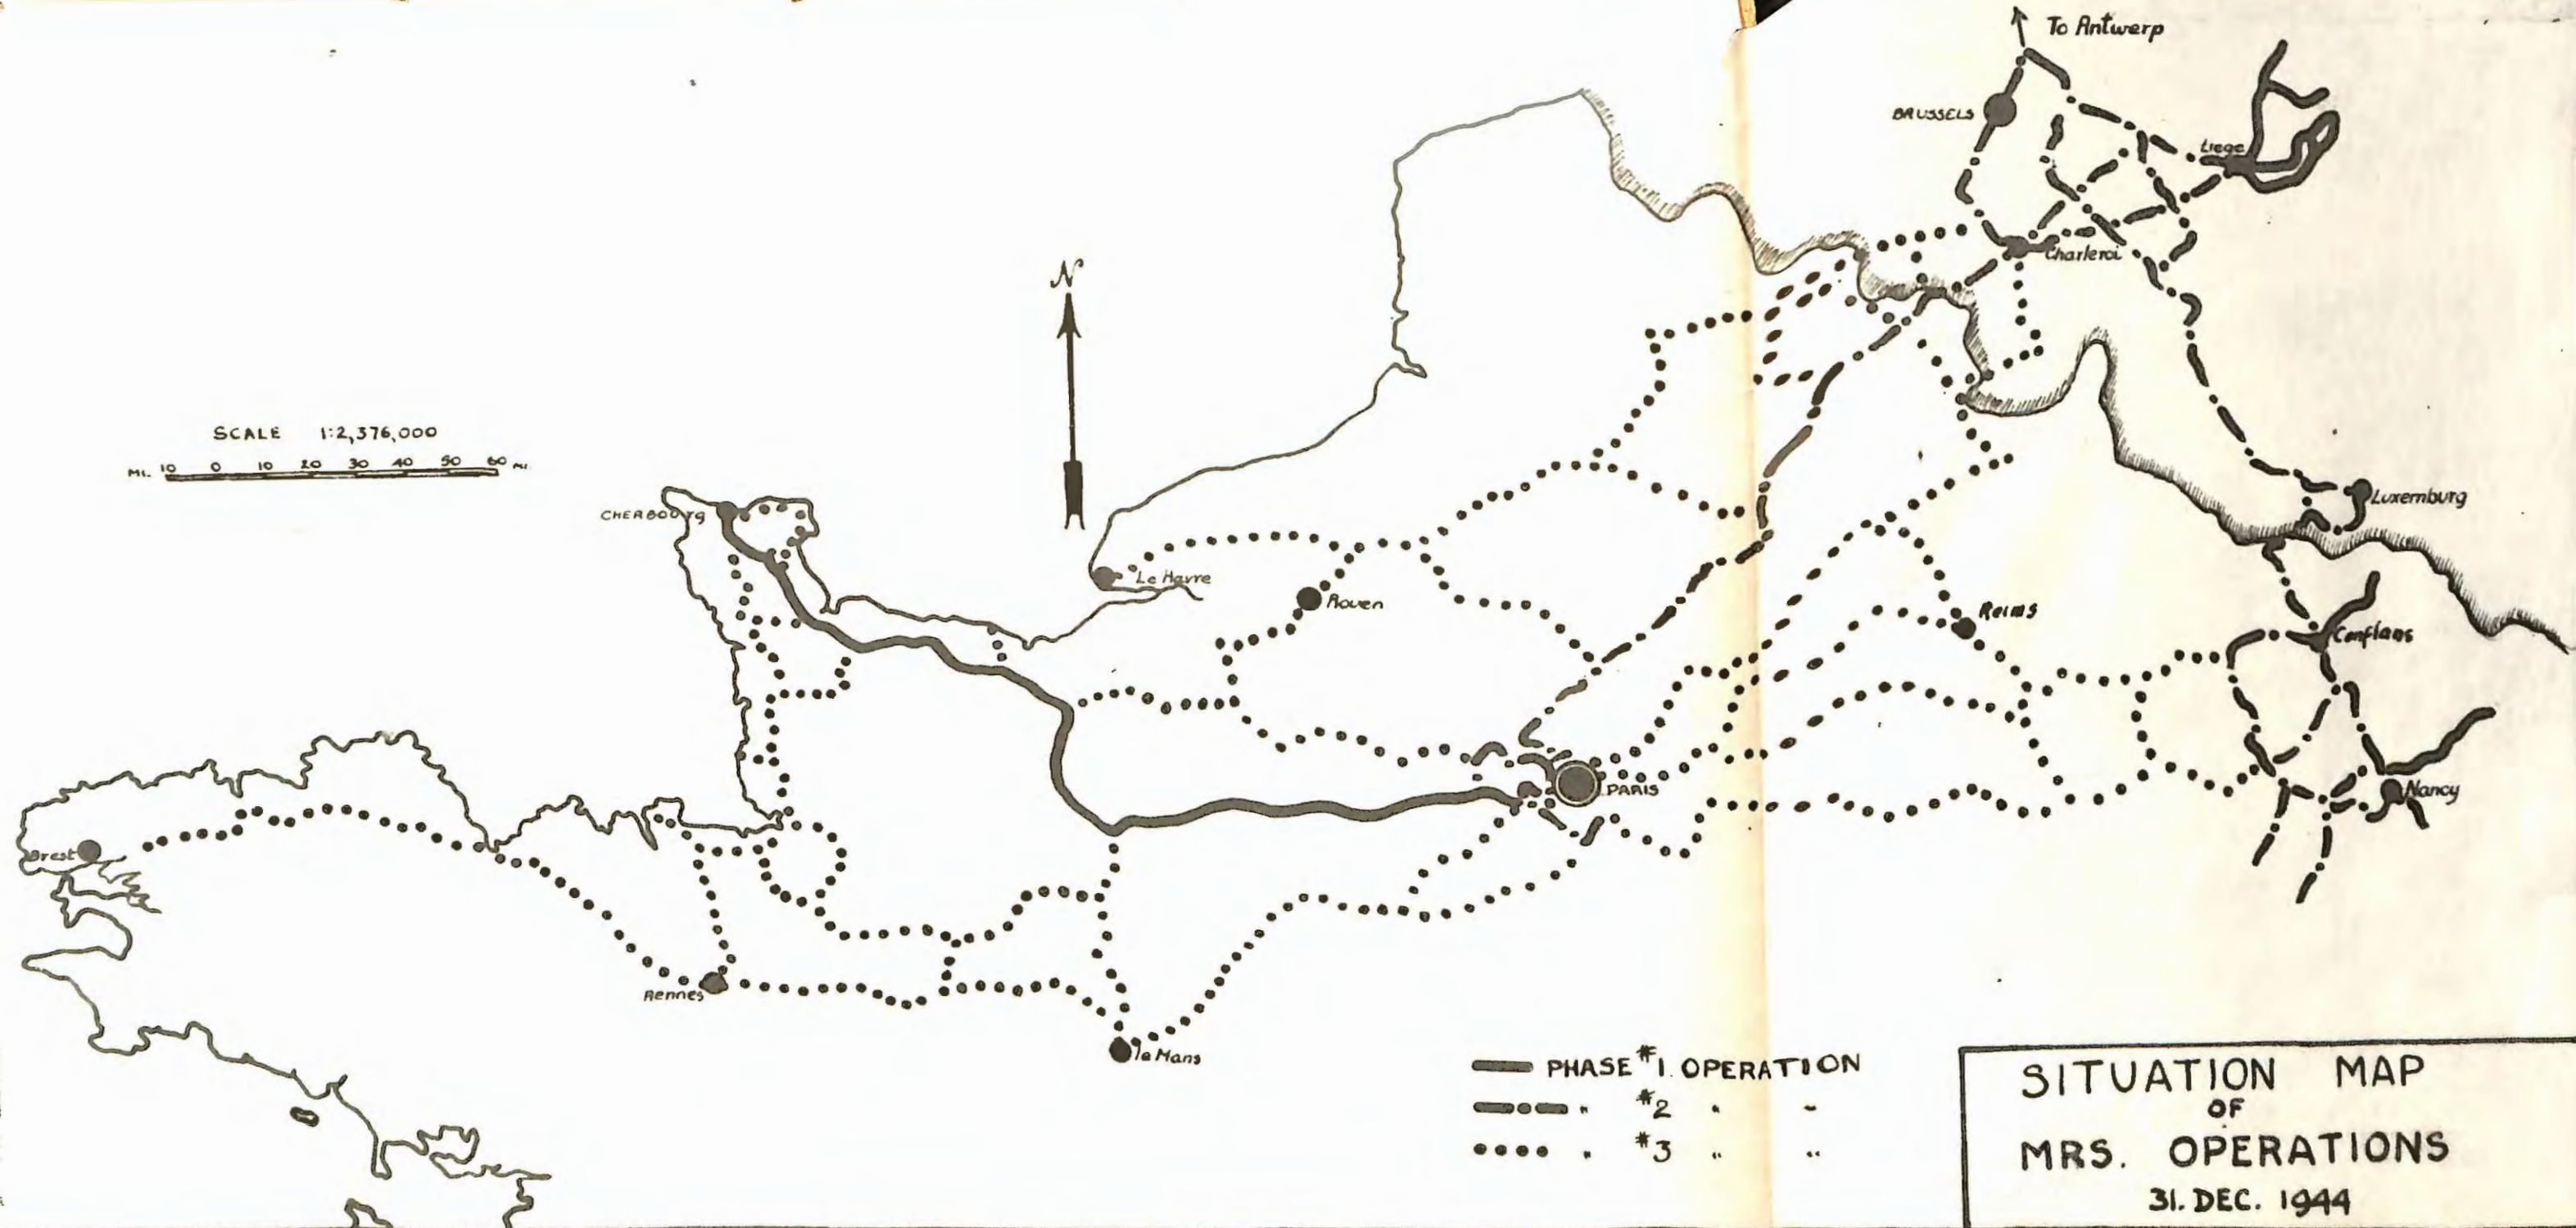 To Antwerp
BRUSSELS
Liege
Charleroi
N
SCALE 1:2,376,000
MI. 10 0 10 20 30 40 50 60 MI.
CHERBOURG
Luxemburg
Le Havre
Rouen
Reims
Conflans
PARIS
Nancy
Brest
Rennes
le Mans
PHASE #1. OPERATION
" #2 " "
" #3 " "
SITUATION MAP
OF
MRS. OPERATIONS
31. DEC. 1944